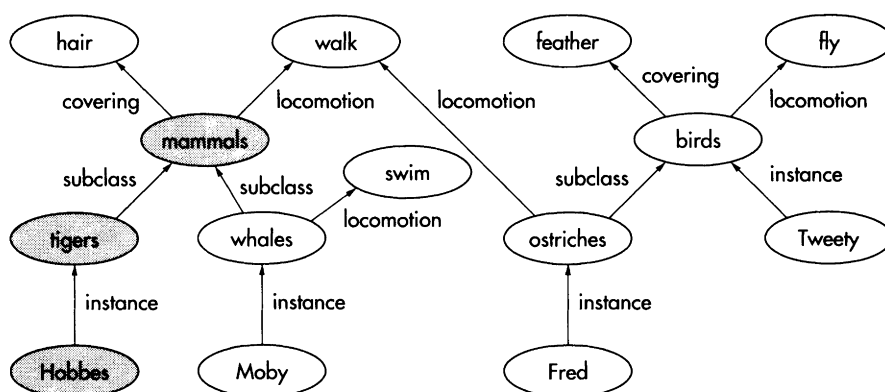 hair walk feather fly
covering locomotion locomotion covering locomotion
mammals birds
subclass subclass swim subclass instance
locomotion
tigers whales ostriches Tweety
instance instance instance
Hobbes Moby Fred